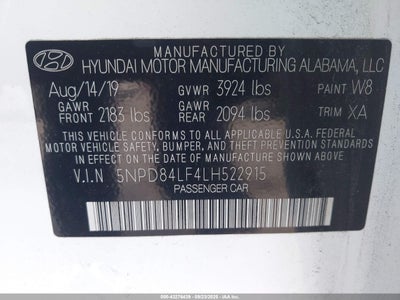 MANUFACTURED BY
HYUNDAI MOTOR MANUFACTURING ALABAMA, LLC
Aug/14/19 GVWR 3924 lbs PAINT W8
GAWR FRONT 2183 lbs GAWR REAR 2094 lbs TRIM XA
THIS VEHICLE CONFORMS TO ALL APPLICABLE U.S.A. FEDERAL
MOTOR VEHICLE SAFETY, BUMPER, AND THEFT PREVENTION STANDARDS
IN EFFECT ON THE DATE OF MANUFACTURE SHOWN ABOVE.
V.I.N 5NPD84LF4LH522915
PASSENGER CAR